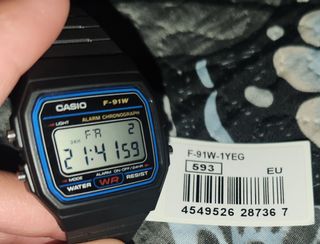 CASIO F-91W
LIGHT
ALARM CHRONOGRAPH
FR 2
24H
21:41 59
MODE
ALARM ON·OFF/24HR
WATER WR RESIST
F-91W-1YEG
593 EU
4549526 28736 7